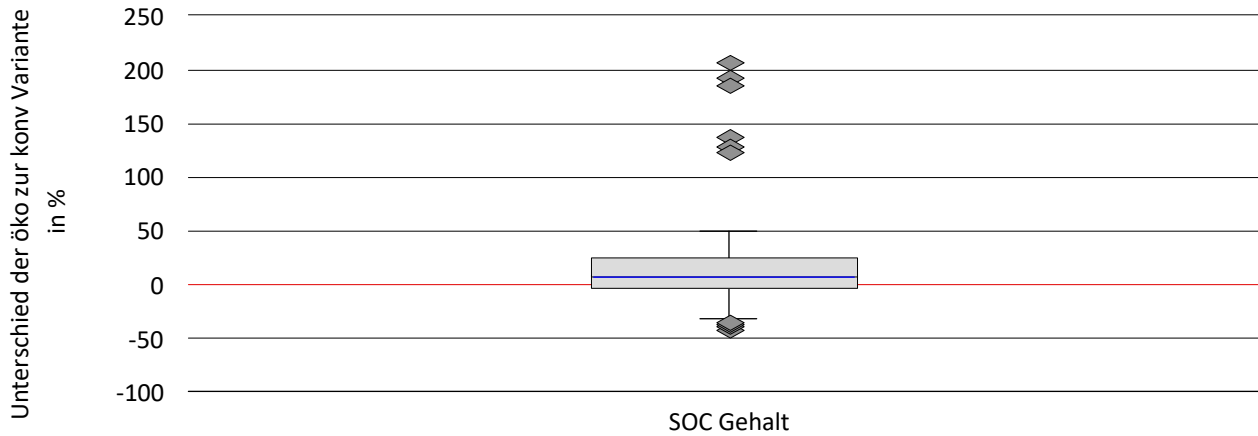 Unterschied der öko zur konv Variante
in %
250
200
150
100
50
0
-50
-100
SOC Gehalt